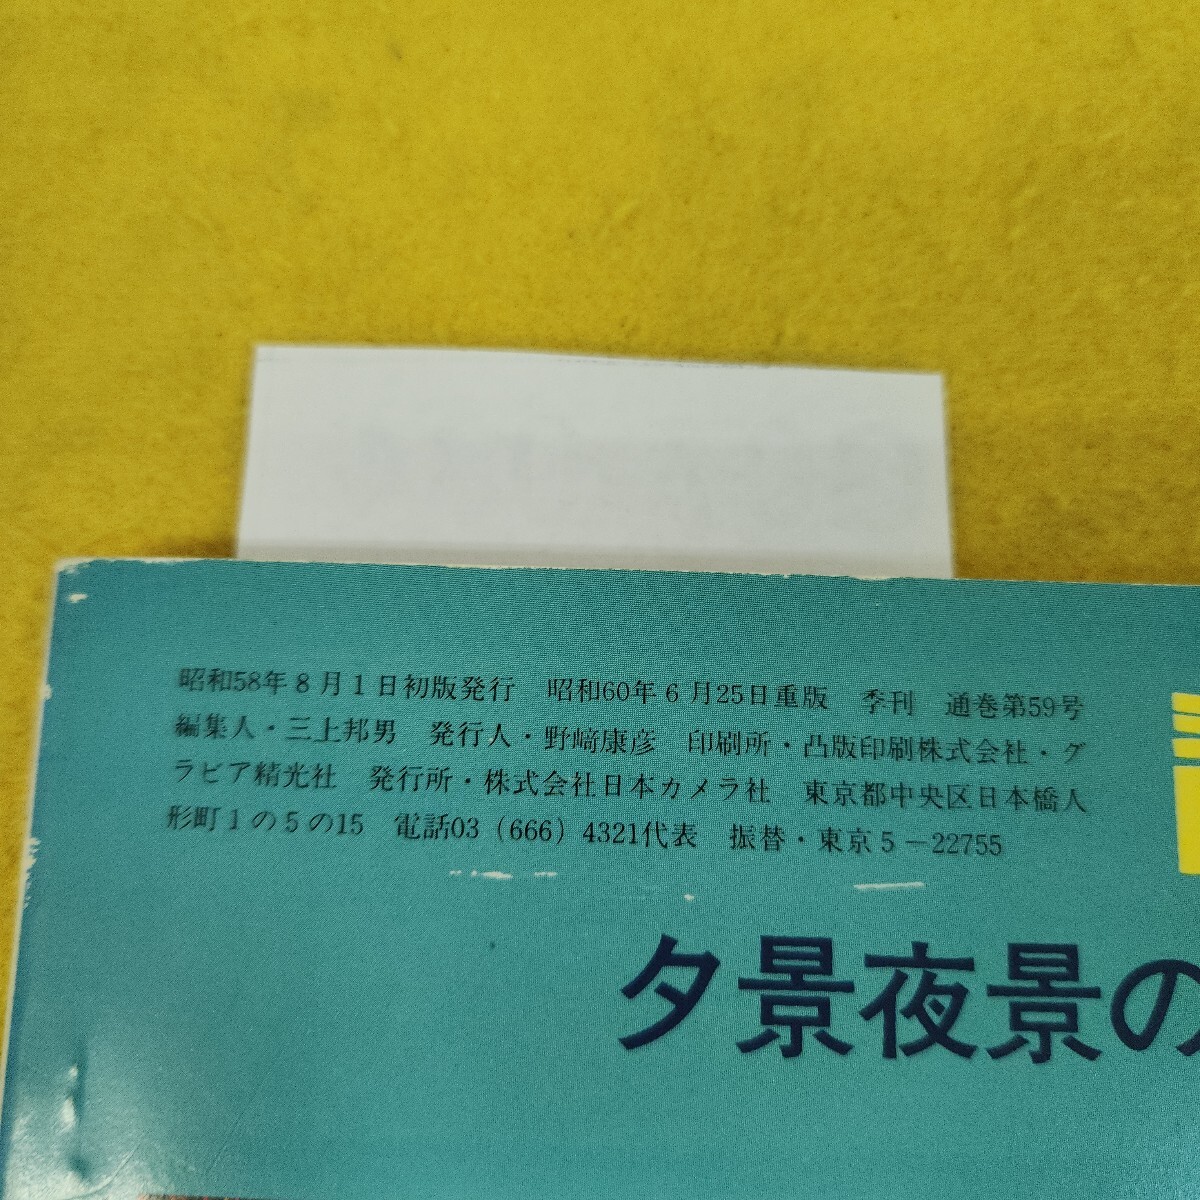 昭和58年8月1日初版発行　昭和60年6月25日重版　季刊　通巻第59号
編集人・三上邦男　発行人・野﨑康彦　印刷所・凸版印刷株式会社・グ
ラビア精光社　発行所・株式会社日本カメラ社　東京都中央区日本橋人
形町1の5の15　電話03（666）4321代表　振替・東京5－22755
夕景夜景の